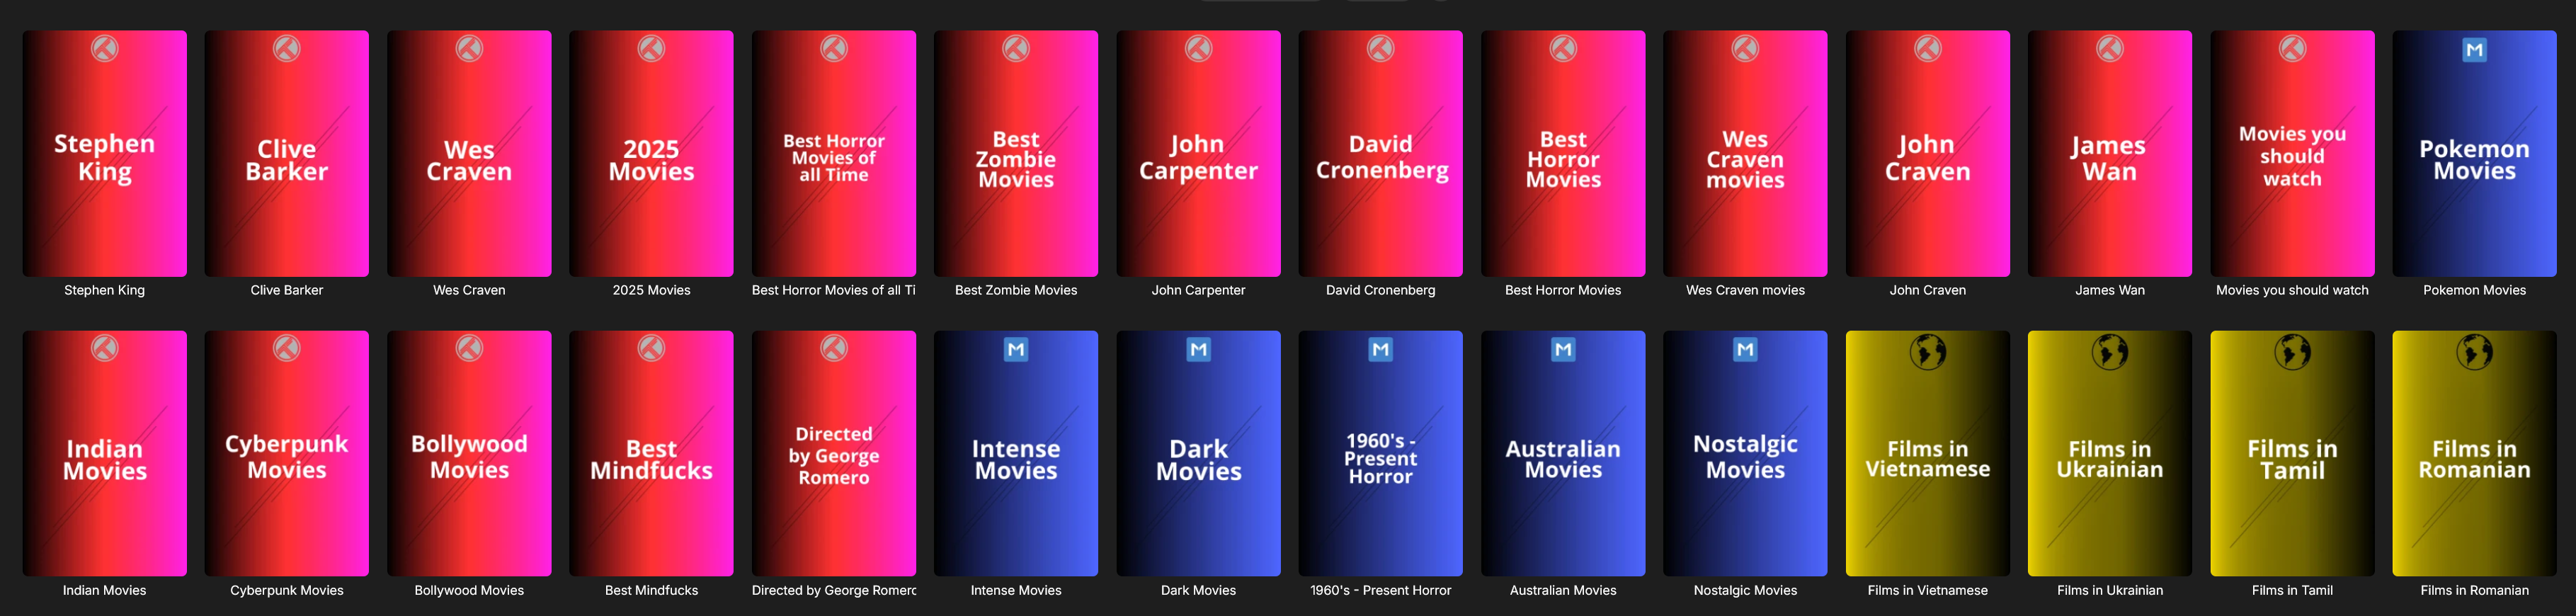 Stephen
King
Clive
Barker
Wes
Craven
2025
Movies
Best Horror
Movies of
all Time
Best
Zombie
Movies
John
Carpenter
David
Cronenberg
Best
Horror
Movies
Wes
Craven
movies
John
Craven
James
Wan
Movies you
should
watch
M
Pokemon
Movies
Stephen King
Clive Barker
Wes Craven
2025 Movies
Best Horror Movies of all Ti
Best Zombie Movies
John Carpenter
David Cronenberg
Best Horror Movies
Wes Craven movies
John Craven
James Wan
Movies you should watch
Pokemon Movies
Indian
Movies
Cyberpunk
Movies
Bollywood
Movies
Best
Mindfucks
Directed
by George
Romero
M
Intense
Movies
M
Dark
Movies
M
1960's -
Present
Horror
M
Australian
Movies
M
Nostalgic
Movies
Films in
Vietnamese
Films in
Ukrainian
Films in
Tamil
Films in
Romanian
Indian Movies
Cyberpunk Movies
Bollywood Movies
Best Mindfucks
Directed by George Romero
Intense Movies
Dark Movies
1960's - Present Horror
Australian Movies
Nostalgic Movies
Films in Vietnamese
Films in Ukrainian
Films in Tamil
Films in Romanian